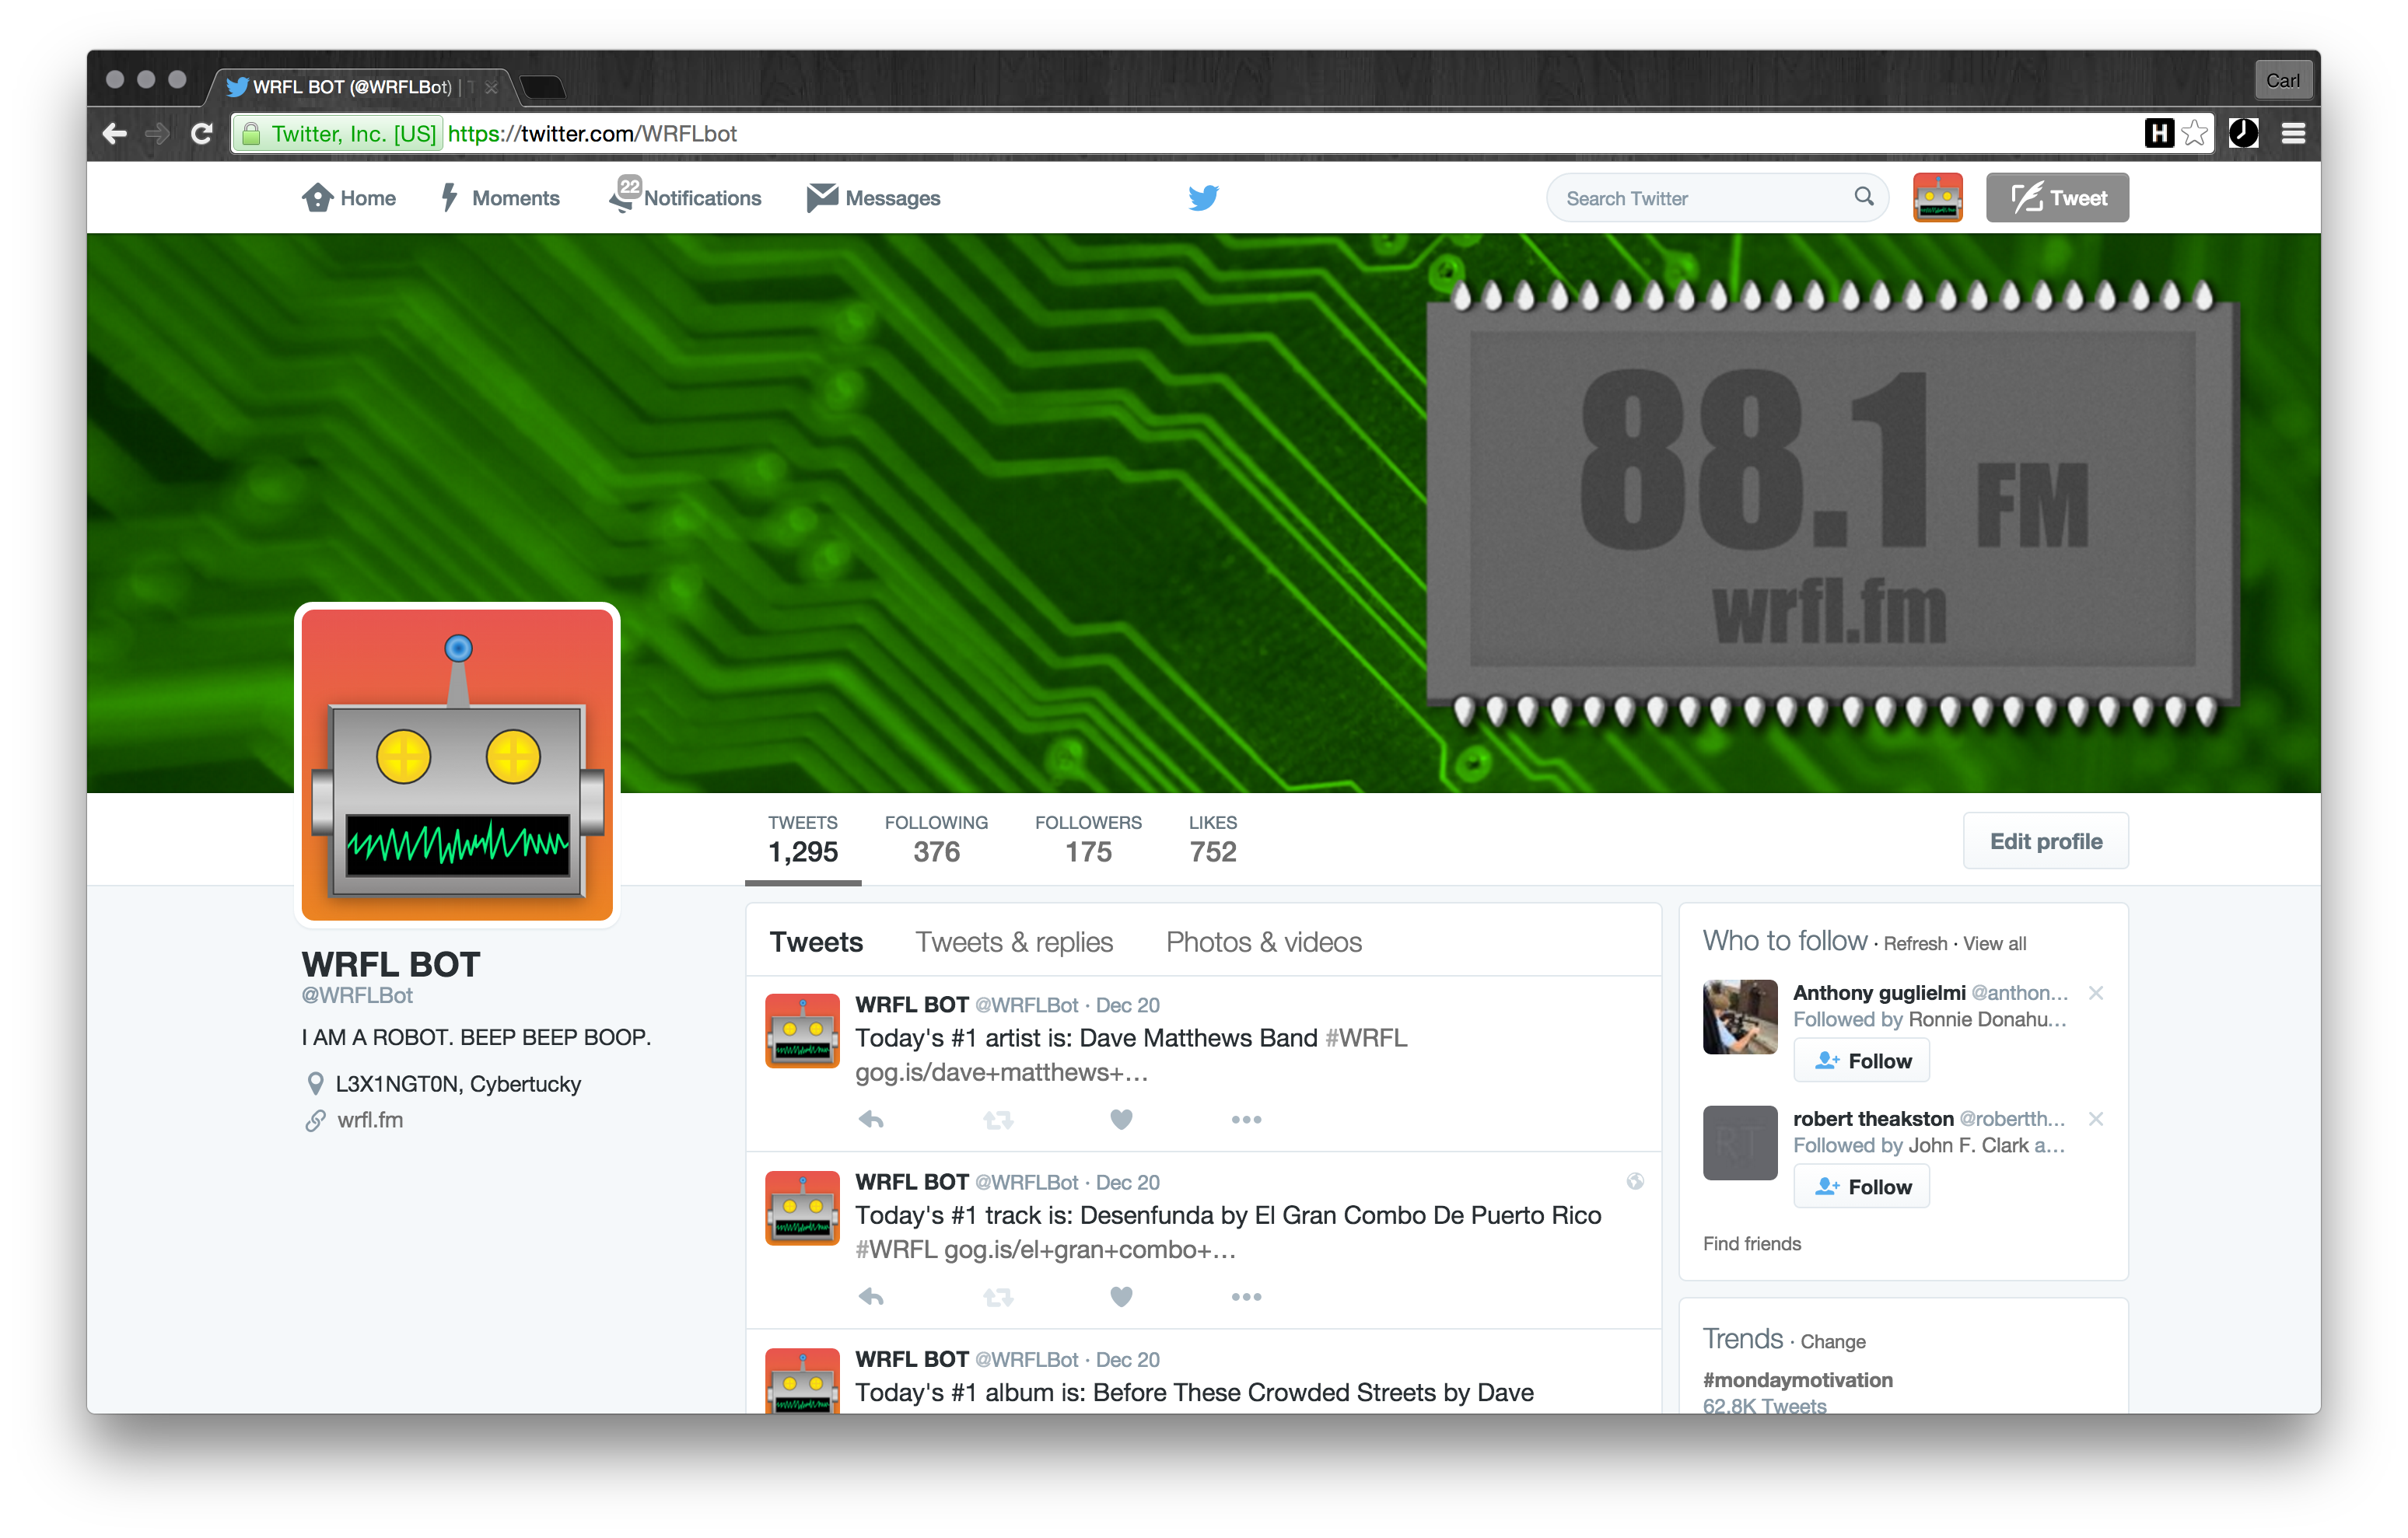 WRFL BOT (@WRFLBot) | T
Carl
Twitter, Inc. [US] https://twitter.com/WRFLbot
H
Home
Moments
22
Notifications
Messages
Search Twitter
Tweet
88.1 FM
wrfl.fm
TWEETS
1,295
FOLLOWING
376
FOLLOWERS
175
LIKES
752
Edit profile
WRFL BOT
@WRFLBot
I AM A ROBOT. BEEP BEEP BOOP.
L3X1NGT0N, Cybertucky
wrfl.fm
Tweets Tweets & replies Photos & videos
WRFL BOT @WRFLBot · Dec 20
Today's #1 artist is: Dave Matthews Band #WRFL
gog.is/dave+matthews+…
WRFL BOT @WRFLBot · Dec 20
Today's #1 track is: Desenfunda by El Gran Combo De Puerto Rico
#WRFL gog.is/el+gran+combo+…
WRFL BOT @WRFLBot · Dec 20
Today's #1 album is: Before These Crowded Streets by Dave
Who to follow · Refresh · View all
Anthony guglielmi @anthon…
Followed by Ronnie Donahu…
Follow
RT
robert theakston @robertth…
Followed by John F. Clark a…
Follow
Find friends
Trends · Change
#mondaymotivation
62.8K Tweets